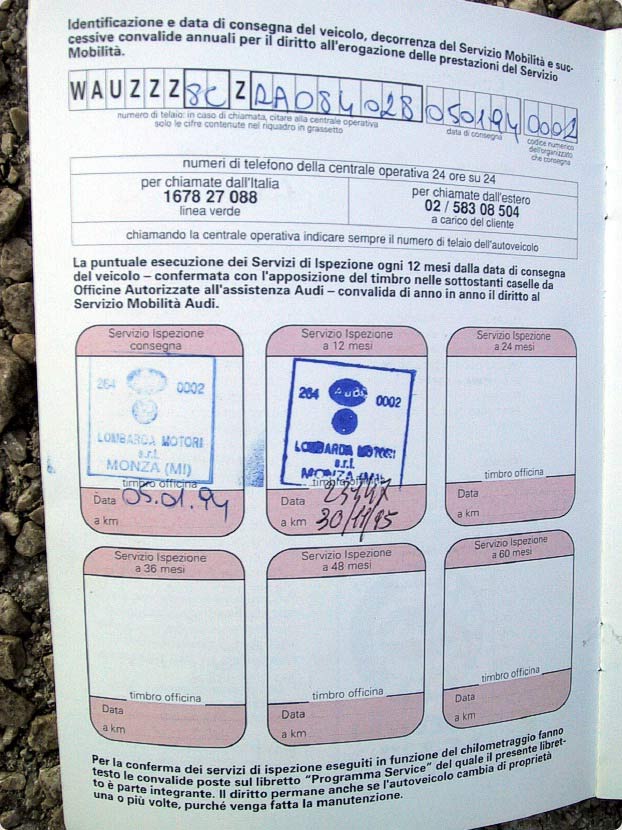 Identificazione e data di consegna del veicolo, decorrenza del Servizio Mobilità e suc-
cessive convalide annuali per il diritto all'erogazione delle prestazioni del Servizio
Mobilità.
WAUZZZ8CZRA084028 050194 0002
numero di telaio: in caso di chiamata, citare alla centrale operativa
solo le cifre contenute nel riquadro in grassetto
data di consegna
codice numerico
dell'organizzato
che consegna
numeri di telefono della centrale operativa 24 ore su 24
per chiamate dall'Italia
1678 27 088
linea verde
per chiamate dall'estero
02 / 583 08 504
a carico del cliente
chiamando la centrale operativa indicare sempre il numero di telaio dell'autoveicolo
La puntuale esecuzione dei Servizi di Ispezione ogni 12 mesi dalla data di consegna
del veicolo – confermata con l'apposizione del timbro nelle sottostanti caselle da
Officine Autorizzate all'assistenza Audi – convalida di anno in anno il diritto al
Servizio Mobilità Audi.
Servizio Ispezione
consegna
264 0002
LOMBARDA MOTORI
s.r.l.
MONZA (MI)
timbro officina
Data 05.01.94
a km
Servizio Ispezione
a 12 mesi
264 Audi 0002
LOMBARDA MOTORI
s.r.l.
MONZA (MI)
timbro officina
Data
a km 30/11/95
Servizio Ispezione
a 24 mesi
timbro officina
Data
a km
Servizio Ispezione
a 36 mesi
timbro officina
Data
a km
Servizio Ispezione
a 48 mesi
timbro officina
Data
a km
Servizio Ispezione
a 60 mesi
timbro officina
Data
a km
Per la conferma dei servizi di ispezione eseguiti in funzione del chilometraggio fanno
testo le convalide poste sul libretto "Programma Service" del quale il presente libret-
to è parte integrante. Il diritto permane anche se l'autoveicolo cambia di proprietà
una o più volte, purché venga fatta la manutenzione.